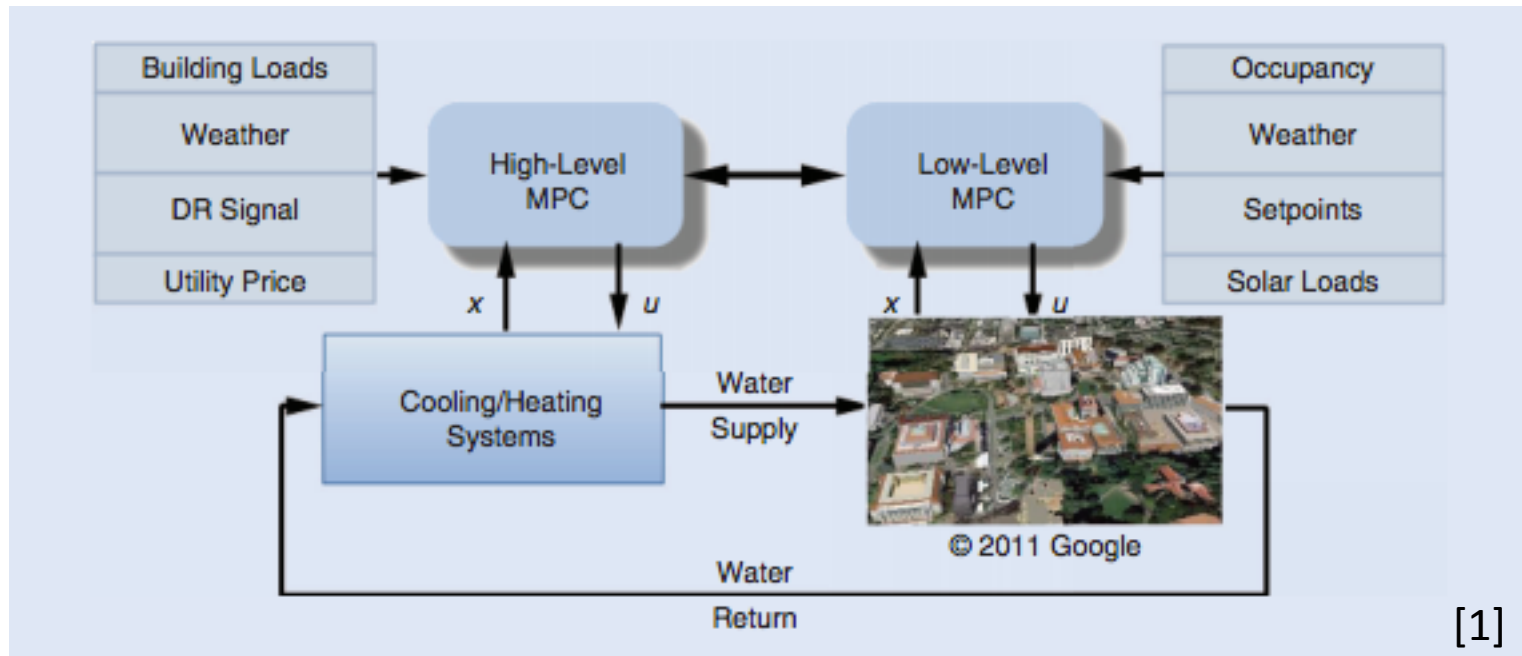 Building Loads
Weather
DR Signal
Utility Price
High-Level
MPC
Low-Level
MPC
Occupancy
Weather
Setpoints
Solar Loads
x
u
x
u
Cooling/Heating
Systems
Water
Supply
© 2011 Google
Water
Return
[1]